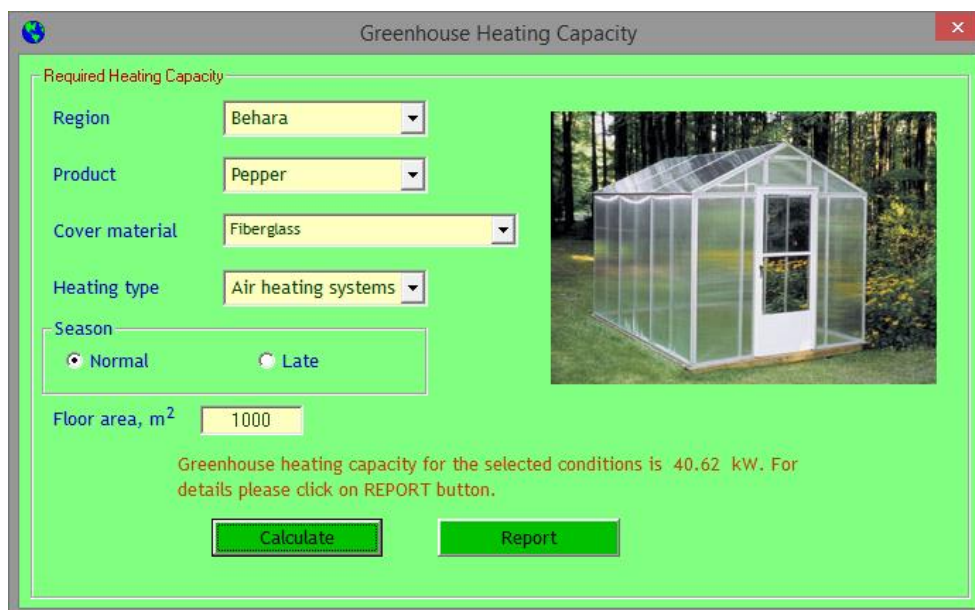 Greenhouse Heating Capacity
Required Heating Capacity
Region
Behara
Product
Pepper
Cover material
Fiberglass
Heating type
Air heating systems
Season
Normal
Late
Floor area, m²
1000
Greenhouse heating capacity for the selected conditions is 40.62 kW. For
details please click on REPORT button.
Calculate
Report